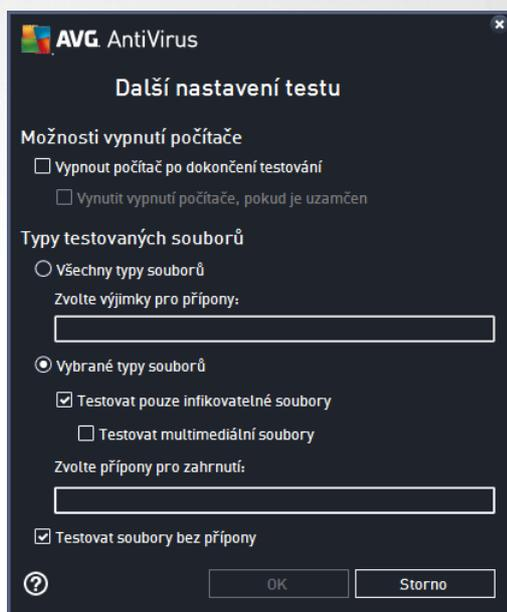 AVG. AntiVirus
Další nastavení testu
Možnosti vypnutí počítače
Vypnout počítač po dokončení testování
Vynutit vypnutí počítače, pokud je uzamčen
Typy testovaných souborů
Všechny typy souborů
Zvolte výjimky pro přípony:
Vybrané typy souborů
Testovat pouze infikovatelné soubory
Testovat multimediální soubory
Zvolte přípony pro zahrnutí:
Testovat soubory bez přípony
?
OK
Storno